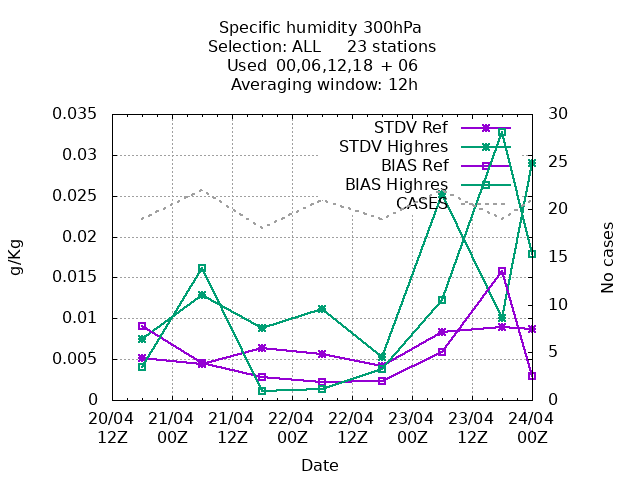 Specific humidity 300hPa
Selection: ALL 23 stations
Used 00,06,12,18 + 06
Averaging window: 12h
STDV Ref
STDV Highres
BIAS Ref
BIAS Highres
CASES
0.035
0.03
0.025
0.02
0.015
0.01
0.005
0
g/Kg
30
25
20
15
10
5
0
No cases
20/04 21/04 21/04 22/04 22/04 23/04 23/04 24/04
12Z 00Z 12Z 00Z 12Z 00Z 12Z 00Z
Date